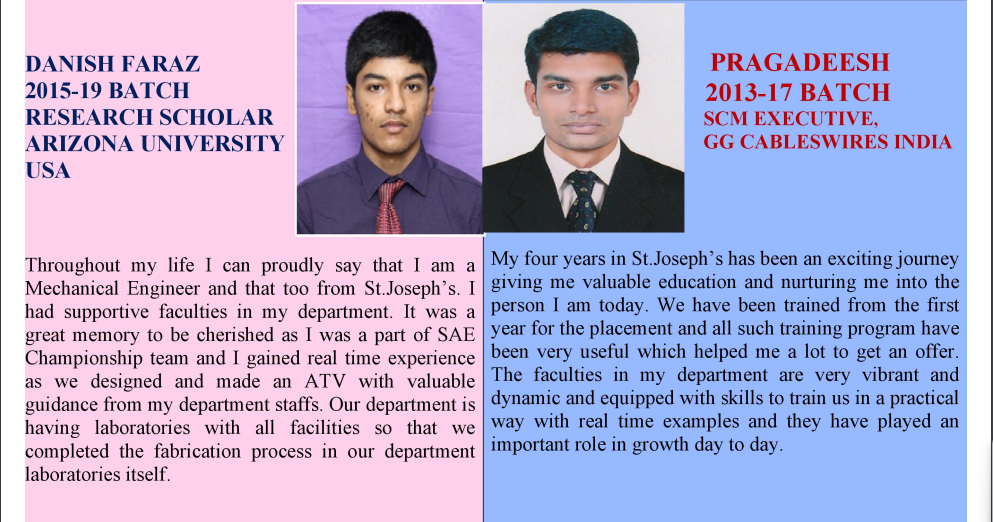 DANISH FARAZ
2015-19 BATCH
RESEARCH SCHOLAR
ARIZONA UNIVERSITY
USA
Throughout my life I can proudly say that I am a
Mechanical Engineer and that too from St.Joseph's. I
had supportive faculties in my department. It was a
great memory to be cherished as I was a part of SAE
Championship team and I gained real time experience
as we designed and made an ATV with valuable
guidance from my department staffs. Our department is
having laboratories with all facilities so that we
completed the fabrication process in our department
laboratories itself.
PRAGADEESH
2013-17 BATCH
SCM EXECUTIVE,
GG CABLESWIRES INDIA
My four years in St.Joseph's has been an exciting journey
giving me valuable education and nurturing me into the
person I am today. We have been trained from the first
year for the placement and all such training program have
been very useful which helped me a lot to get an offer.
The faculties in my department are very vibrant and
dynamic and equipped with skills to train us in a practical
way with real time examples and they have played an
important role in growth day to day.